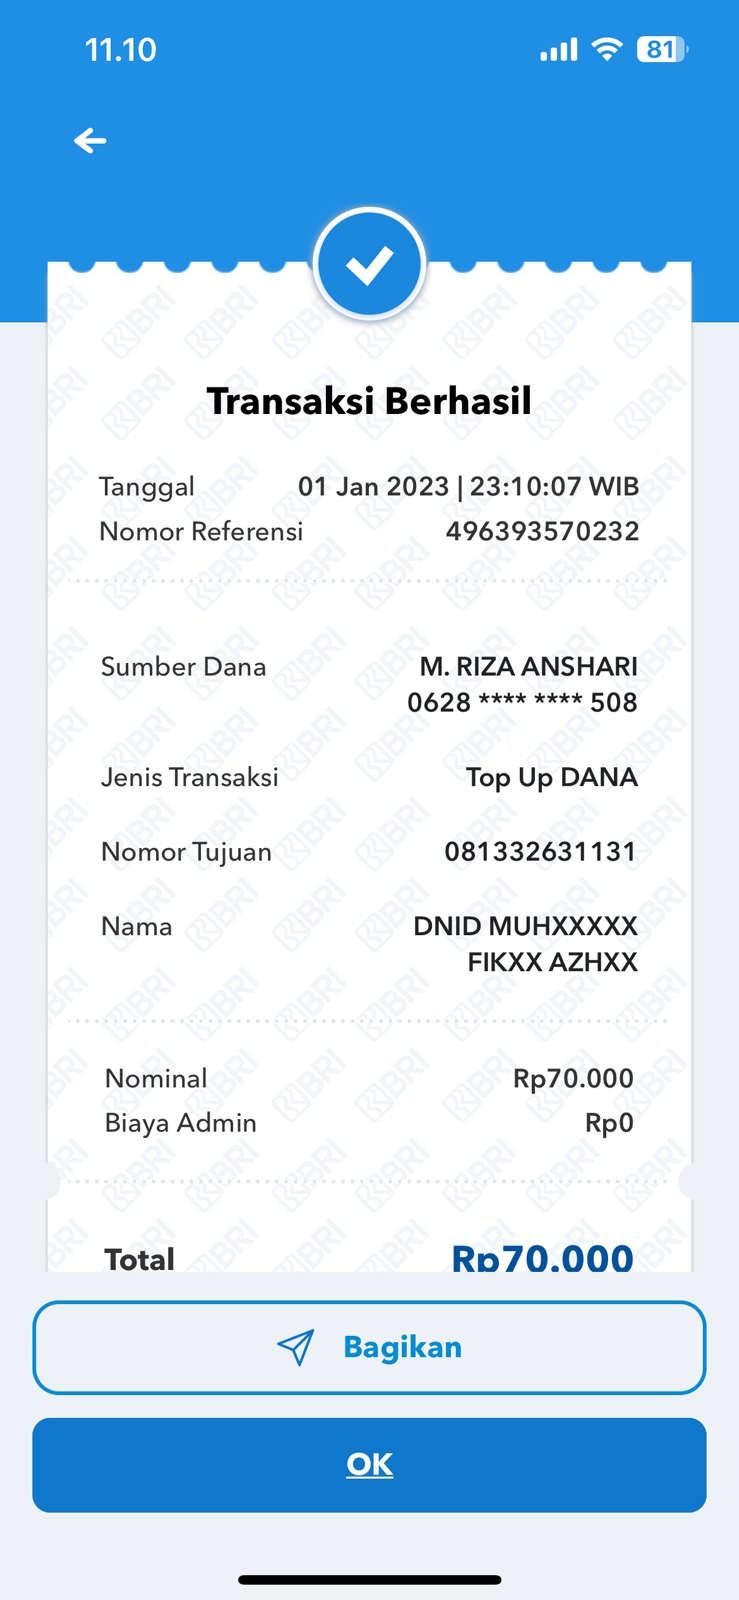 11.10
81
Transaksi Berhasil
Tanggal 01 Jan 2023 | 23:10:07 WIB
Nomor Referensi 496393570232
Sumber Dana M. RIZA ANSHARI
0628 **** **** 508
Jenis Transaksi Top Up DANA
Nomor Tujuan 081332631131
Nama DNID MUHXXXXX
FIKXX AZHXX
Nominal Rp70.000
Biaya Admin Rp0
Total Rp70.000
Bagikan
OK